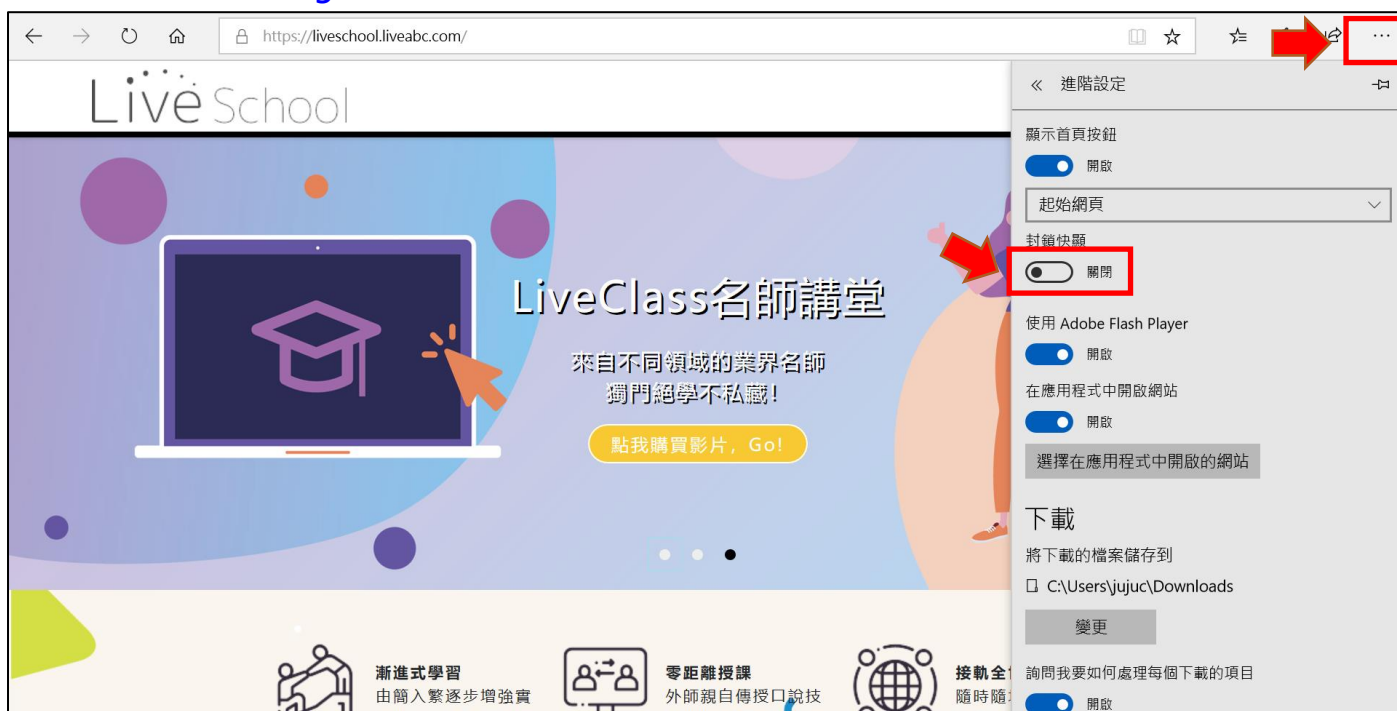 https://liveschool.liveabc.com/
Live School
LiveClass名師講堂
來自不同領域的業界名師
獨門絕學不私藏！
點我購買影片，Go!
漸進式學習
由簡入繁逐步增強實
零距離授課
外師親自傳授口說技
接軌全
隨時隨
進階設定
顯示首頁按鈕
開啟
起始網頁
封鎖快顯
關閉
使用 Adobe Flash Player
開啟
在應用程式中開啟網站
開啟
選擇在應用程式中開啟的網站
下載
將下載的檔案儲存到
C:\Users\jujuc\Downloads
變更
詢問我要如何處理每個下載的項目
開啟